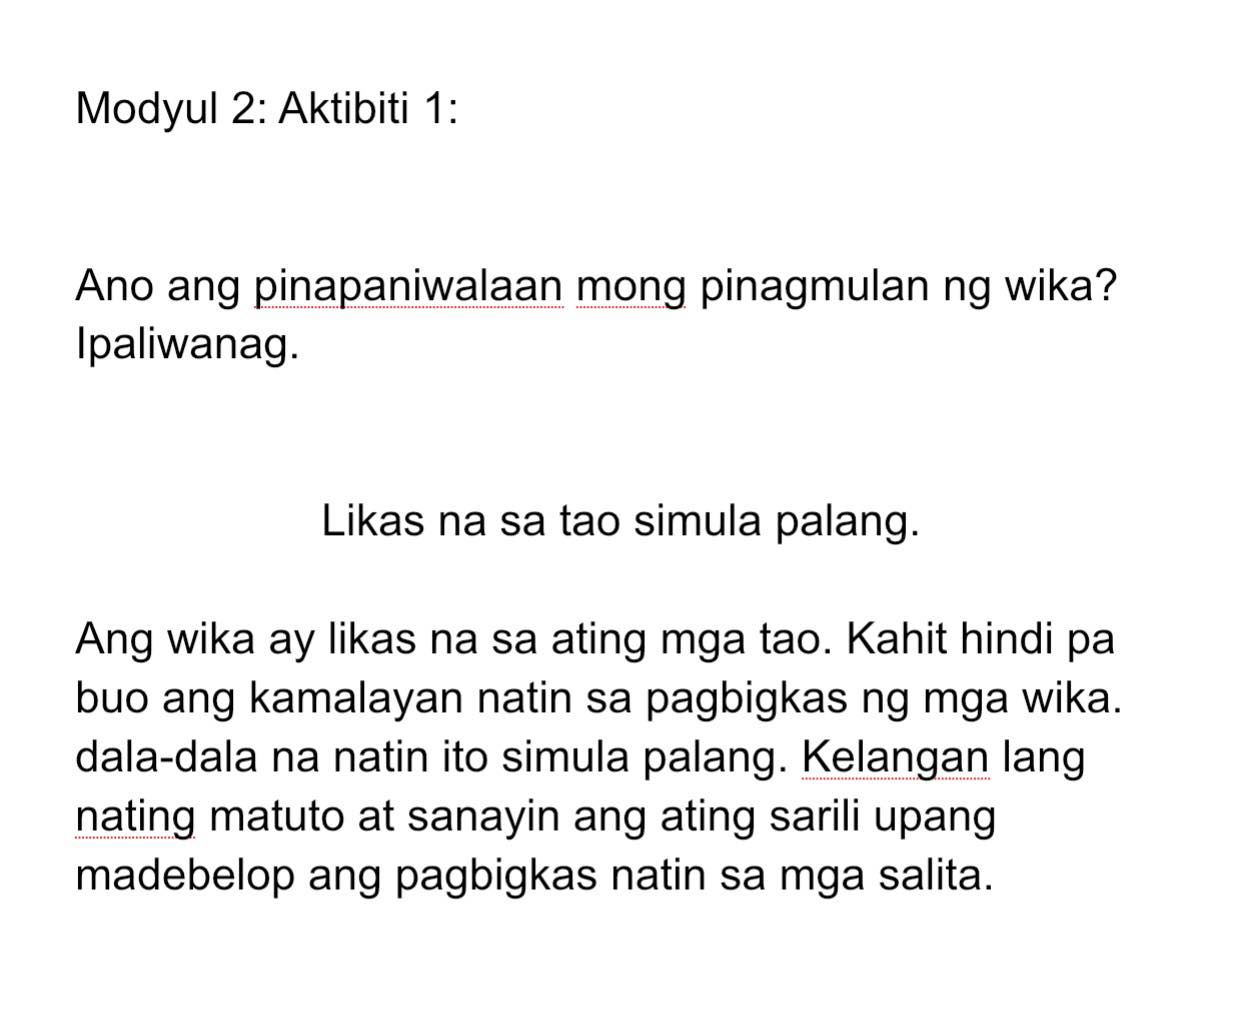 Modyul 2: Aktibiti 1:
Ano ang pinapaniwalaan mong pinagmulan ng wika?
Ipaliwanag.
Likas na sa tao simula palang.
Ang wika ay likas na sa ating mga tao. Kahit hindi pa
buo ang kamalayan natin sa pagbigkas ng mga wika.
dala-dala na natin ito simula palang. Kelangan lang
nating matuto at sanayin ang ating sarili upang
madebelop ang pagbigkas natin sa mga salita.